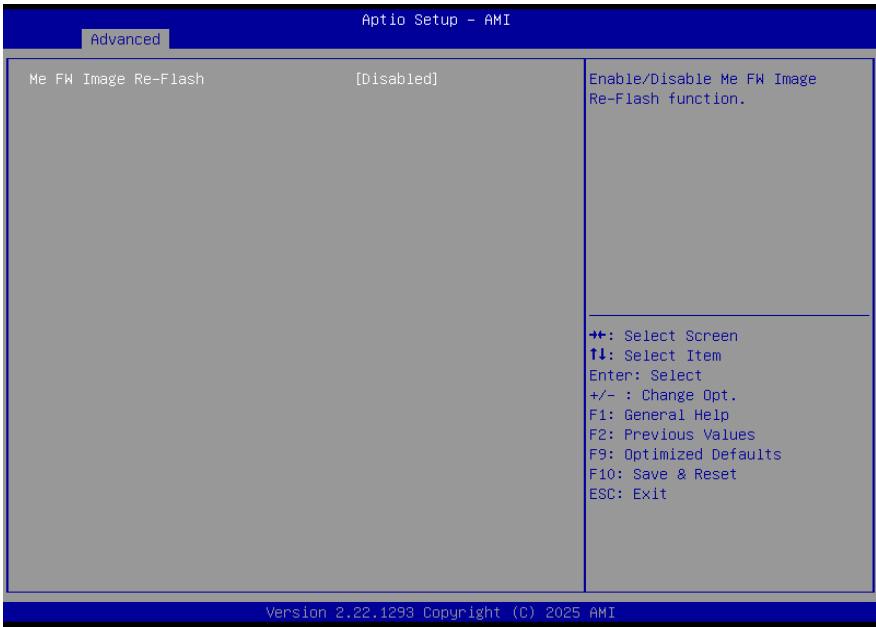 Aptio Setup – AMI
Advanced
Me FW Image Re-Flash [Disabled]
Enable/Disable Me FW Image
Re-Flash function.
→←: Select Screen
↑↓: Select Item
Enter: Select
+/- : Change Opt.
F1: General Help
F2: Previous Values
F9: Optimized Defaults
F10: Save & Reset
ESC: Exit
Version 2.22.1293 Copyright (C) 2025 AMI